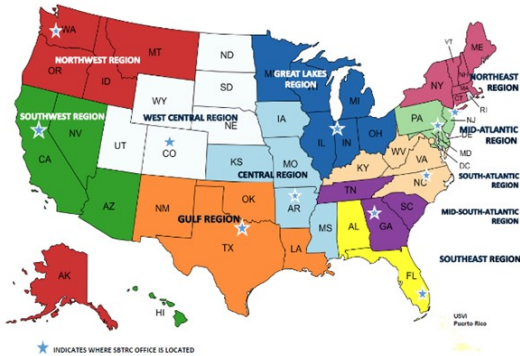 WA
OR
ID
MT
NORTHWEST REGION
ND
SD
NE
WY
UT
CO
WEST CENTRAL REGION
GREAT LAKES
REGION
MI
IL
IN
OH
VT
ME
NH
NY
CT
RI
NORTHEAST
REGION
PA
NJ
DE
MD
DC
MID-ATLANTIC
REGION
SOUTHWEST REGION
CA
NV
AZ
HI
IA
KS
MO
AR
MS
CENTRAL REGION
KY
WV
VA
NC
SOUTH-ATLANTIC
REGION
TN
SC
GA
MID-SOUTH-ATLANTIC
REGION
NM
OK
TX
LA
GULF REGION
AL
FL
SOUTHEAST REGION
AK
USVI
Puerto Rico
INDICATES WHERE SBTRC OFFICE IS LOCATED